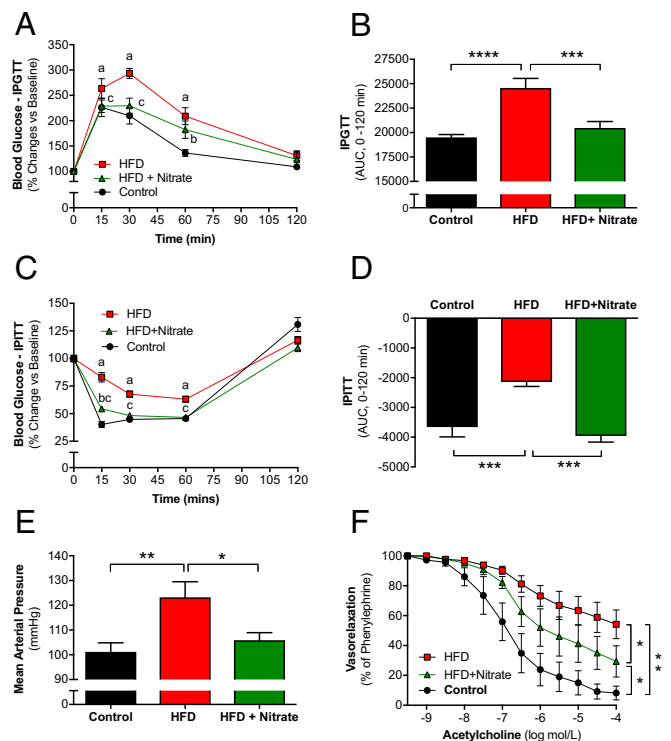 A
Blood Glucose - IPGTT
(% Changes vs Baseline)
350
300
250
200
150
100
0
a
a
a
c
c
b
HFD
HFD + Nitrate
Control
0 15 30 45 60 75 90 105 120
Time (min)
B
IPGTT
(AUC, 0 -120 min)
27500
25000
22500
20000
17500
15000
0
**** ***
Control HFD HFD+ Nitrate
C
Blood Glucose - IPITT
(% Change vs Baseline)
150
125
100
75
50
25
0
HFD
HFD+Nitrate
Control
a
a
a
bc
c
c
0 15 30 45 60 75 90 105 120
Time (mins)
D
IPITT
(AUC, 0-120 min)
Control HFD HFD+Nitrate
0
-1000
-2000
-3000
-4000
-5000
*** ***
E
Mean Arterial Pressure
(mmHg)
140
130
120
110
100
90
0
** *
Control HFD HFD + Nitrate
F
Vasorelaxation
(% of Phenylephrine)
100
80
60
40
20
0
HFD
HFD+Nitrate
Control
*
*
**
-9 -8 -7 -6 -5 -4
Acetylcholine (log mol/L)